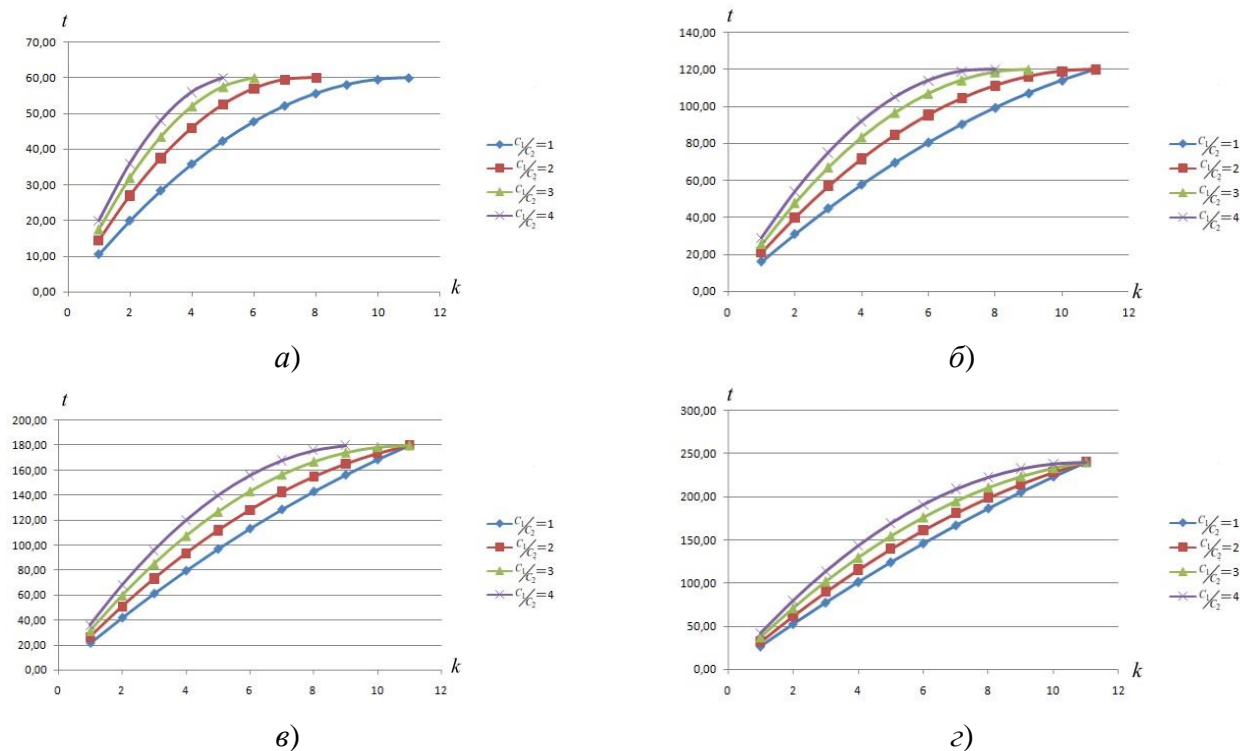 t
70,00
60,00
50,00
40,00
30,00
20,00
10,00
0,00
0 2 4 6 8 10 12
k
C₁/C₂=1
C₁/C₂=2
C₁/C₂=3
C₁/C₂=4
а)
t
140,00
120,00
100,00
80,00
60,00
40,00
20,00
0,00
0 2 4 6 8 10 12
k
C₁/C₂=1
C₁/C₂=2
C₁/C₂=3
C₁/C₂=4
б)
t
200,00
180,00
160,00
140,00
120,00
100,00
80,00
60,00
40,00
20,00
0,00
0 2 4 6 8 10 12
k
C₁/C₂=1
C₁/C₂=2
C₁/C₂=3
C₁/C₂=4
в)
t
300,00
250,00
200,00
150,00
100,00
50,00
0,00
0 2 4 6 8 10 12
k
C₁/C₂=1
C₁/C₂=2
C₁/C₂=3
C₁/C₂=4
г)